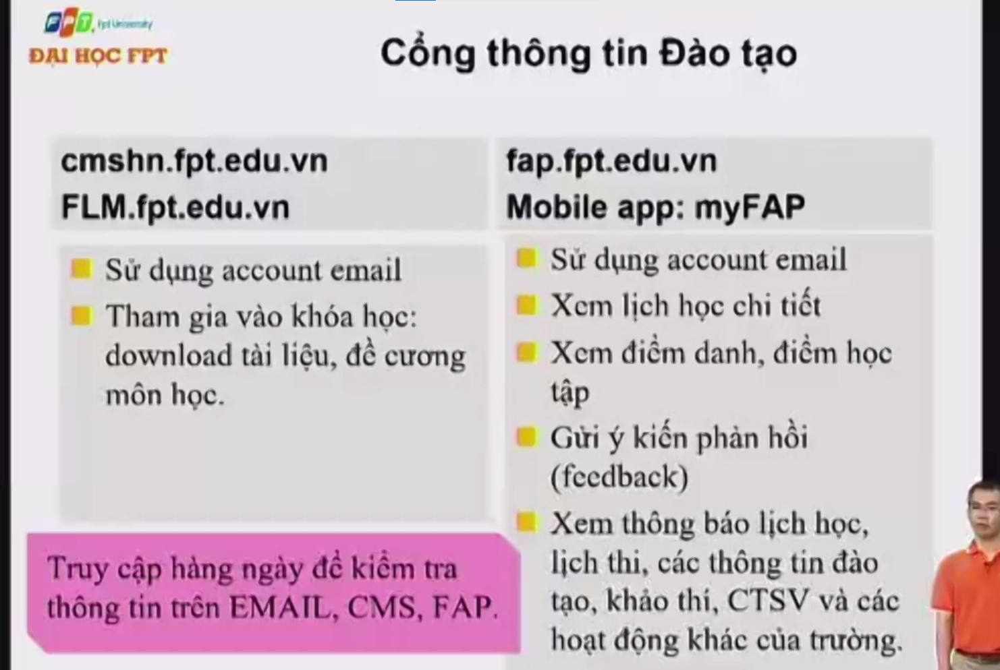 FPT. Fpt University
ĐẠI HỌC FPT
Cổng thông tin Đào tạo
cmshn.fpt.edu.vn
FLM.fpt.edu.vn
Sử dụng account email
Tham gia vào khóa học:
download tài liệu, đề cương
môn học.
Truy cập hàng ngày để kiểm tra
thông tin trên EMAIL, CMS, FAP.
fap.fpt.edu.vn
Mobile app: myFAP
Sử dụng account email
Xem lịch học chi tiết
Xem điểm danh, điểm học
tập
Gửi ý kiến phản hồi
(feedback)
Xem thông báo lịch học,
lịch thi, các thông tin đào
tạo, khảo thí, CTSV và các
hoạt động khác của trường.